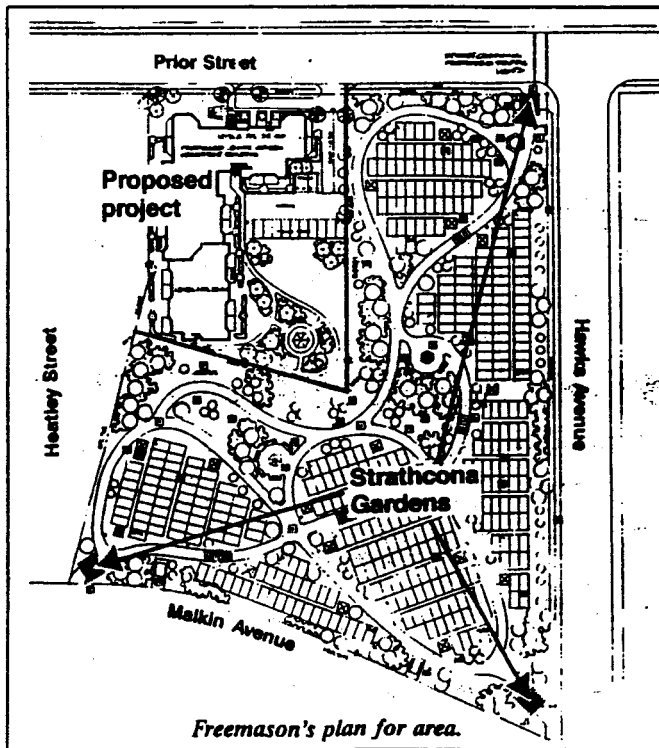 Prior Street
Proposed
project
Heatley Street
Hawks Avenue
Strathcona
Gardens
Malkin Avenue
Freemason's plan for area.